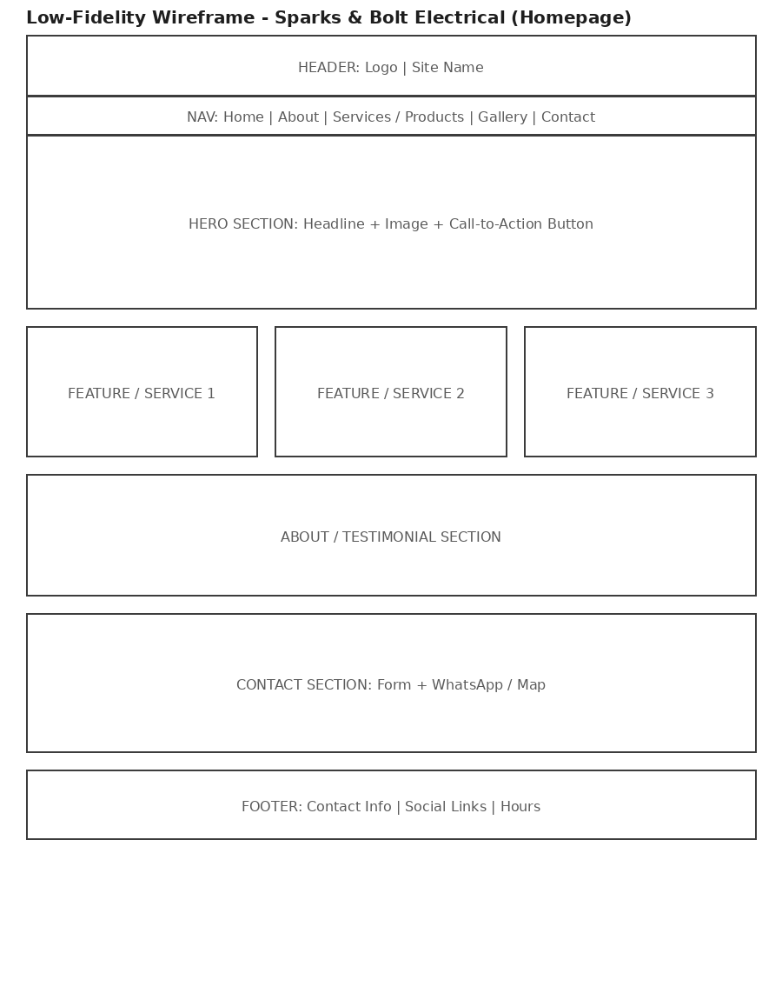 Low-Fidelity Wireframe - Sparks & Bolt Electrical (Homepage)
HEADER: Logo | Site Name
NAV: Home | About | Services / Products | Gallery | Contact
HERO SECTION: Headline + Image + Call-to-Action Button
FEATURE / SERVICE 1
FEATURE / SERVICE 2
FEATURE / SERVICE 3
ABOUT / TESTIMONIAL SECTION
CONTACT SECTION: Form + WhatsApp / Map
FOOTER: Contact Info | Social Links | Hours